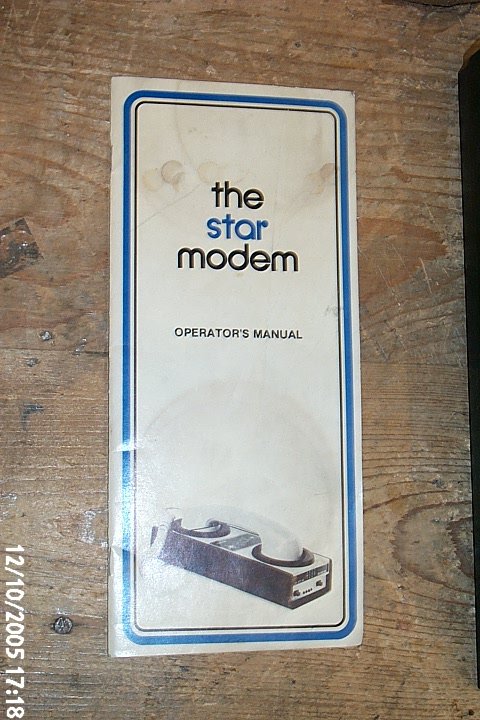 the
star
modem
OPERATOR'S MANUAL
12/10/2005 17:18